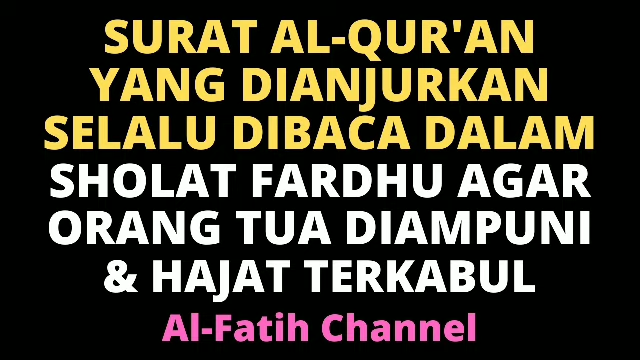 SURAT AL-QUR'AN
YANG DIANJURKAN
SELALU DIBACA DALAM
SHOLAT FARDHU AGAR
ORANG TUA DIAMPUNI
& HAJAT TERKABUL
Al-Fatih Channel